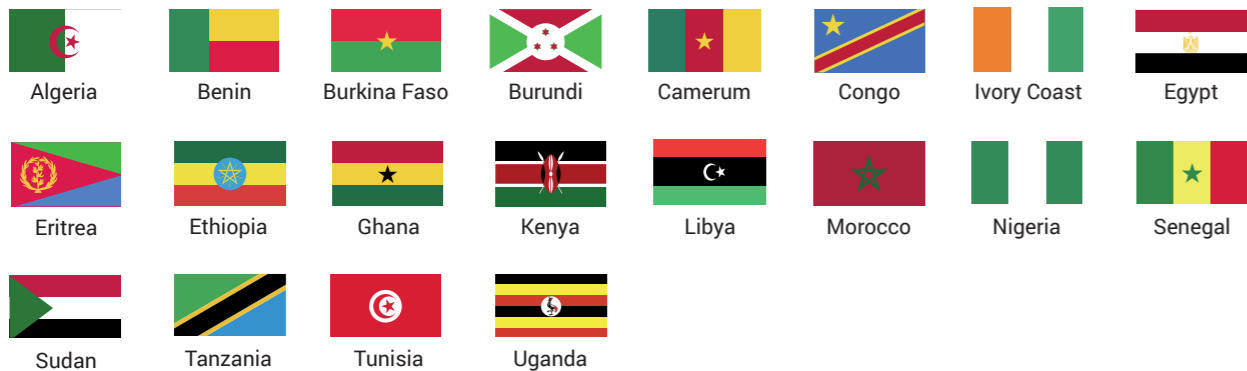 Algeria Benin Burkina Faso Burundi Camerum Congo Ivory Coast Egypt
Eritrea Ethiopia Ghana Kenya Libya Morocco Nigeria Senegal
Sudan Tanzania Tunisia Uganda